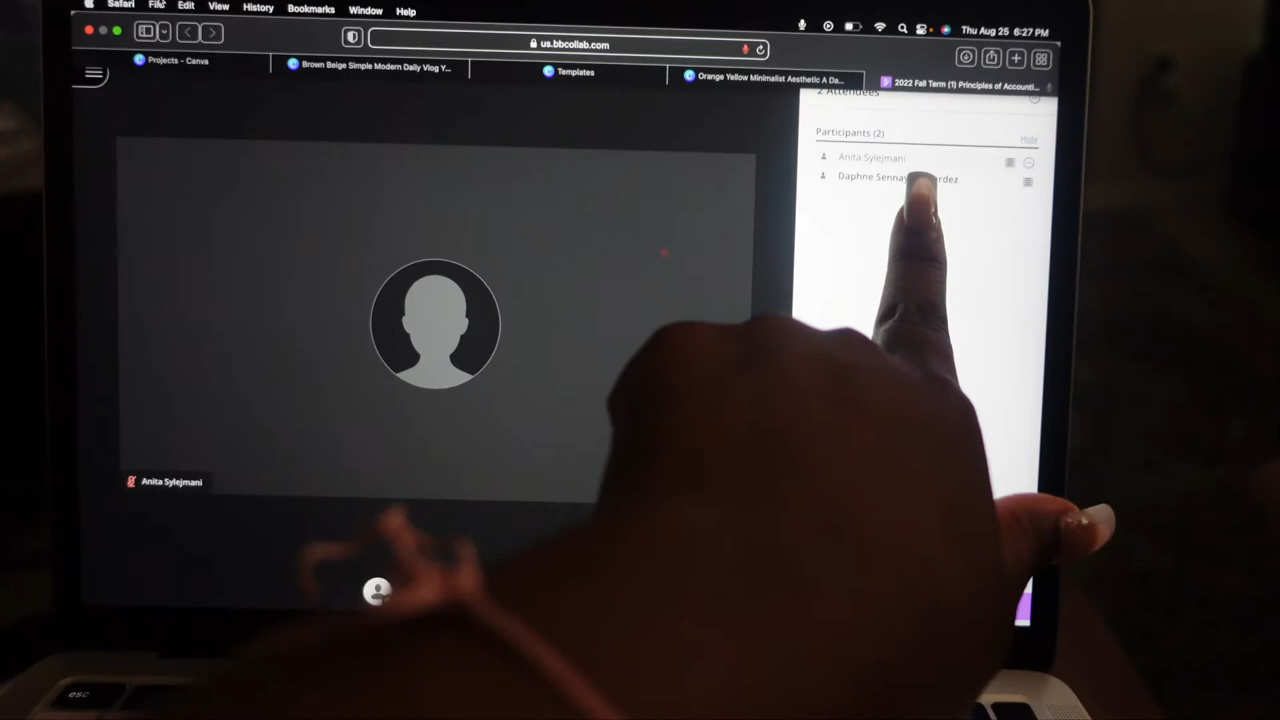 Safari File Edit View History Bookmarks Window Help Thu Aug 25 6:27 PM
us.bbcollab.com
Projects - Canva Brown Beige Simple Modern Daily Vlog Y... Templates Orange Yellow Minimalist Aesthetic A Da... 2022 Fall Term (1) Principles of Accounti...
2 Attendees
Participants (2) Hide
Anita Sylejmani
Daphne
Anita Sylejmani
esc